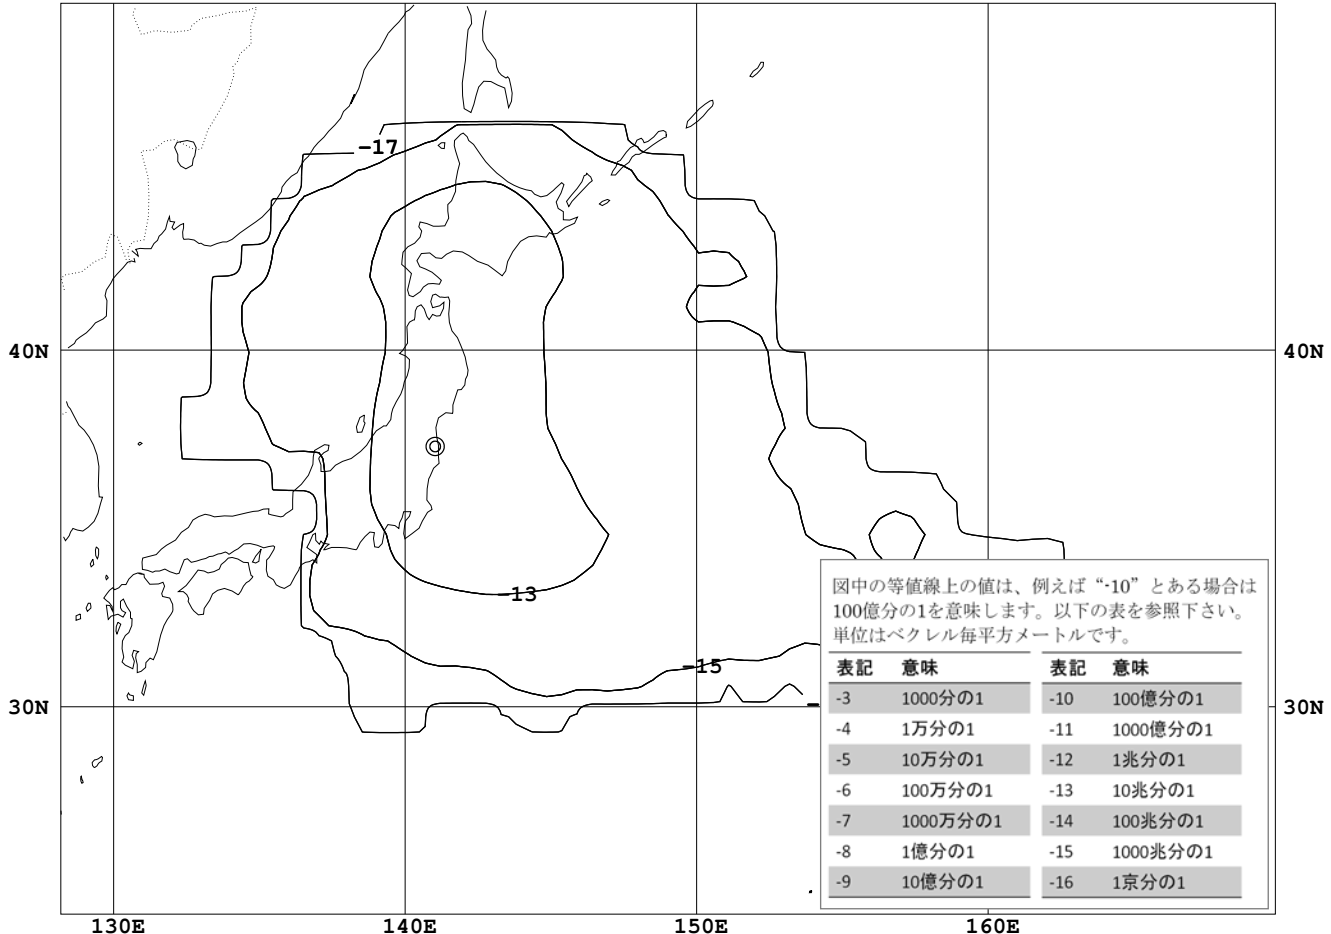 -17
40N 40N
-13
図中の等値線上の値は、例えば“-10”とある場合は
100億分の1を意味します。以下の表を参照下さい。
単位はベクレル毎平方メートルです。
-15
表記 意味 表記 意味
-3 1000分の1 -10 100億分の1
30N 30N
-4 1万分の1 -11 1000億分の1
-5 10万分の1 -12 1兆分の1
-6 100万分の1 -13 10兆分の1
-7 1000万分の1 -14 100兆分の1
-8 1億分の1 -15 1000兆分の1
-9 10億分の1 -16 1京分の1
130E 140E 150E 160E